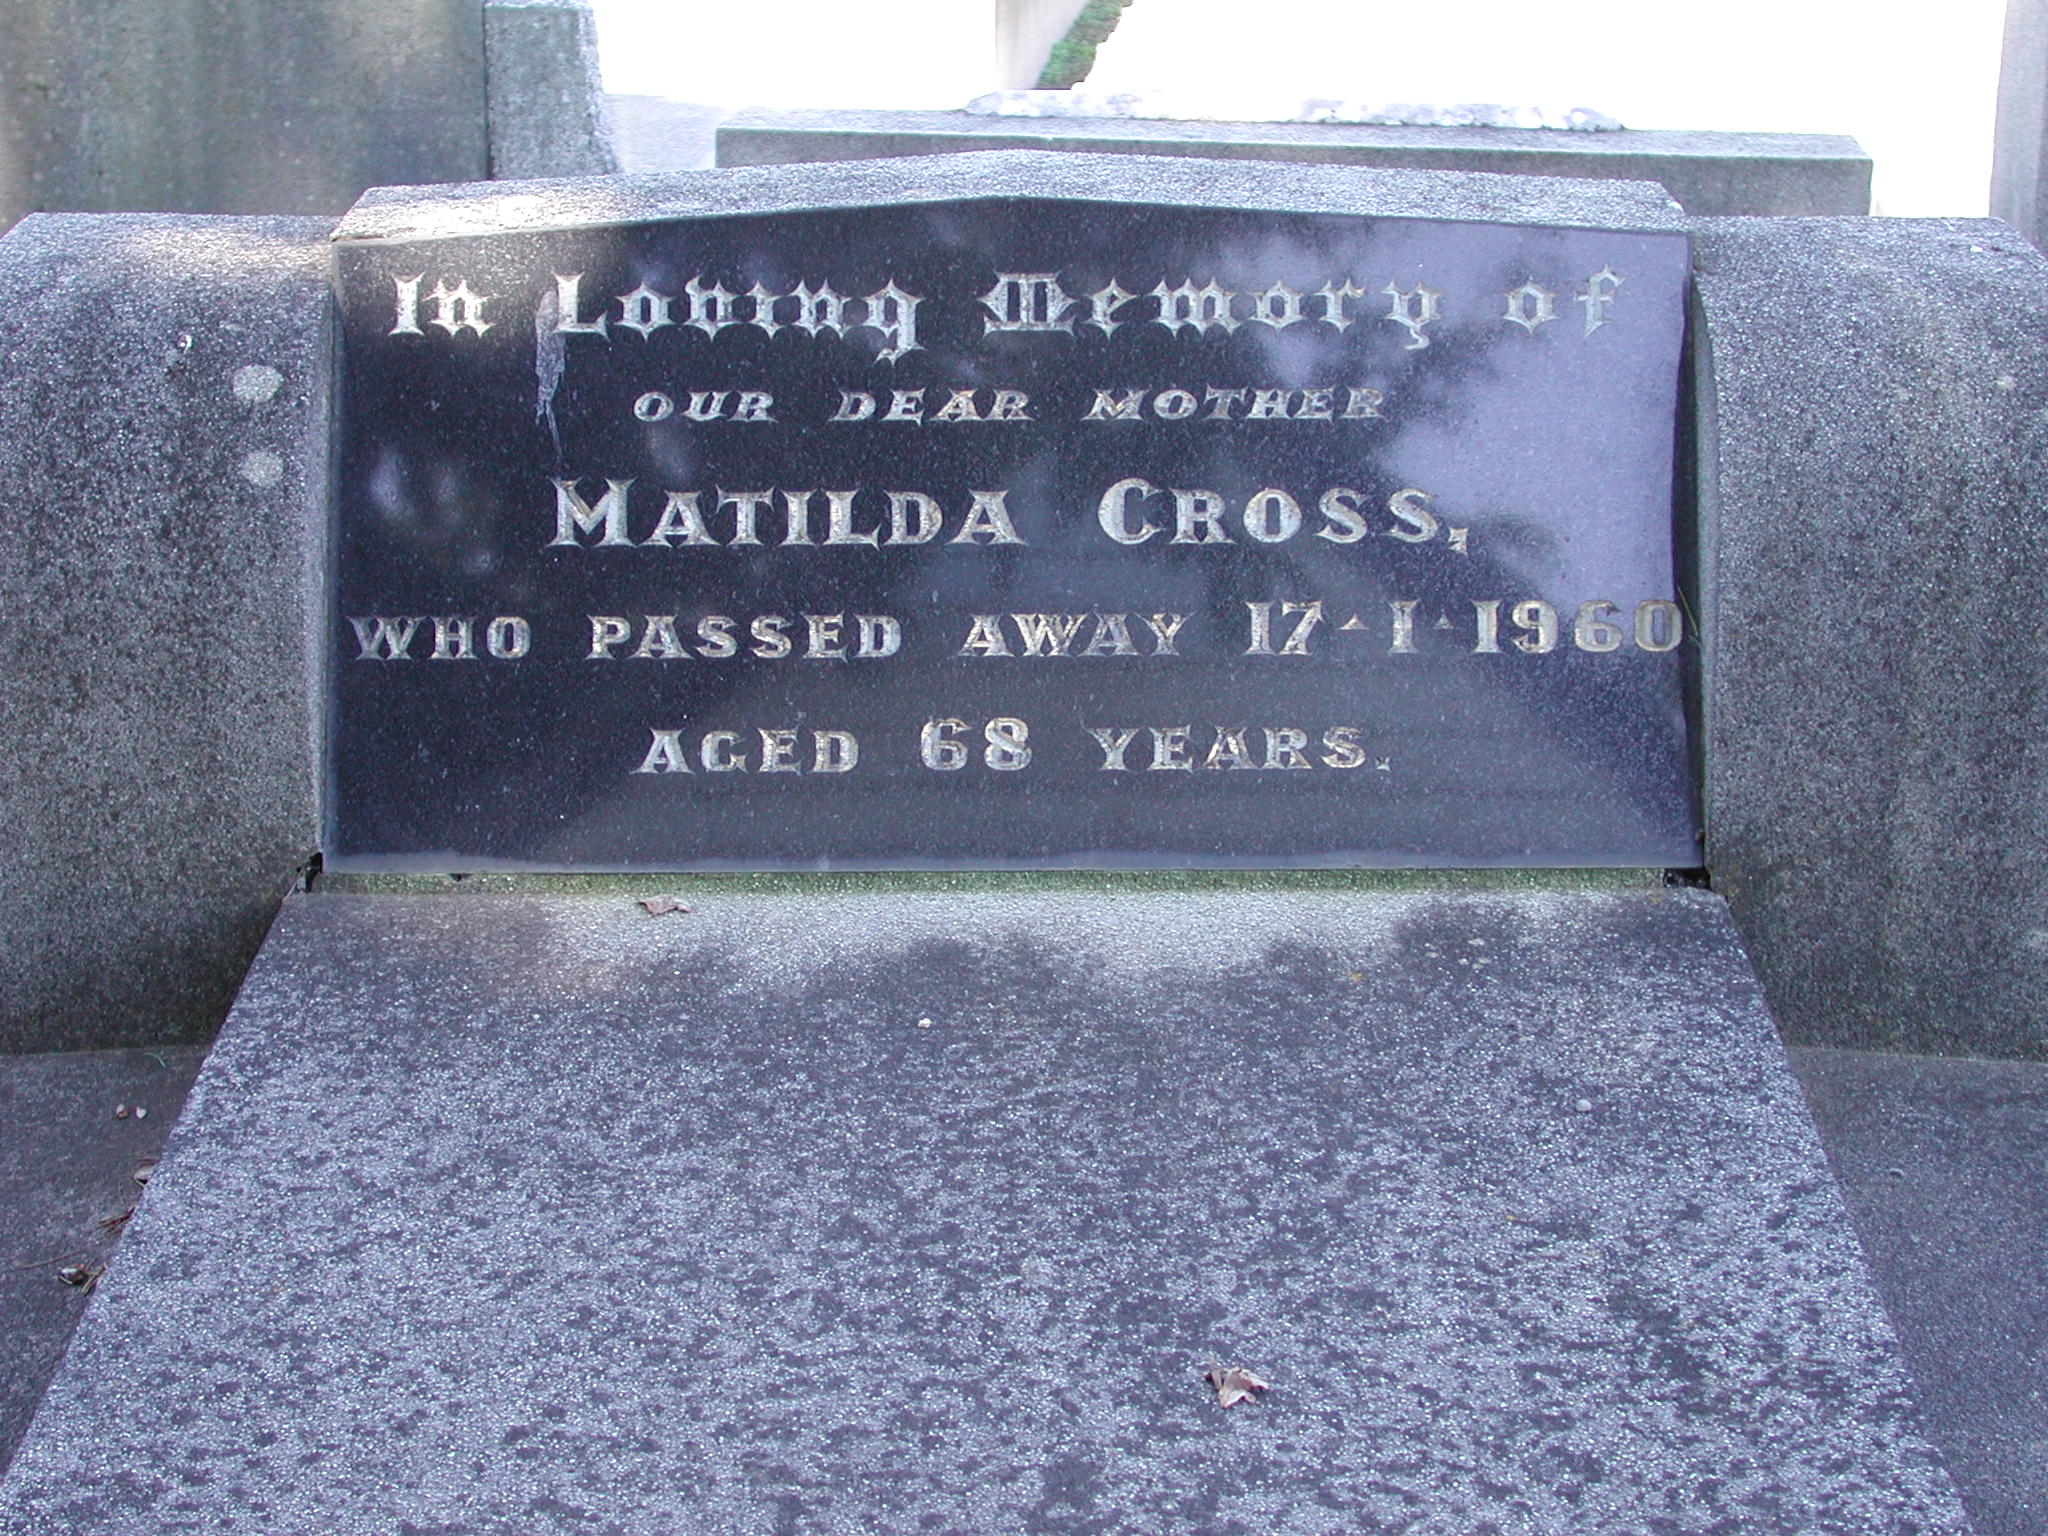 In Loving Memory of
OUR DEAR MOTHER
MATILDA CROSS,
WHO PASSED AWAY 17·1·1960
AGED 68 YEARS.